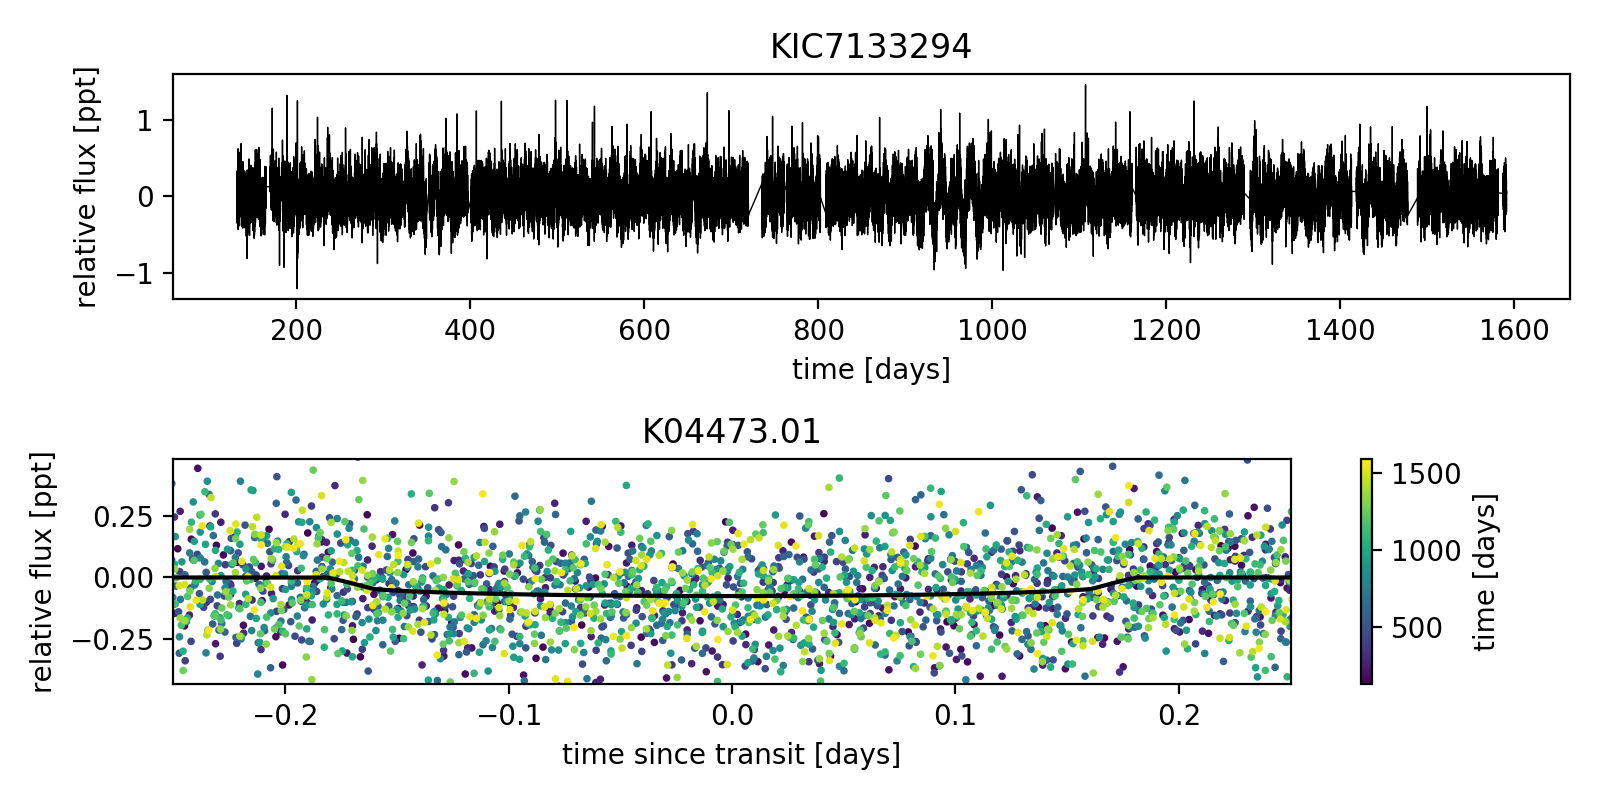 KIC7133294
relative flux [ppt]
1
0
−1
200 400 600 800 1000 1200 1400 1600
time [days]
K04473.01
relative flux [ppt]
0.25
0.00
−0.25
−0.2 −0.1 0.0 0.1 0.2
time since transit [days]
1500
1000
500
time [days]